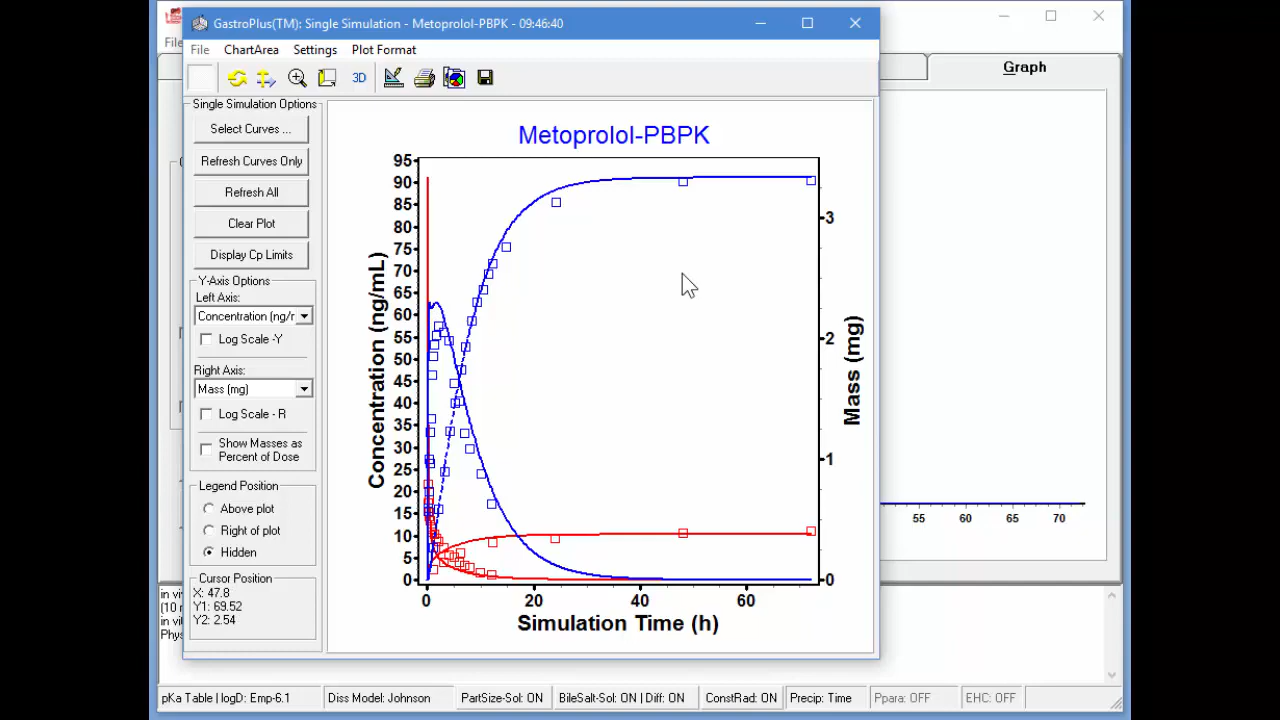 GastroPlus(TM): Single Simulation - Metoprolol-PBPK - 09:46:40
File ChartArea Settings Plot Format
3D
File
Graph
Single Simulation Options
Select Curves ...
Refresh Curves Only
Refresh All
Clear Plot
Display Cp Limits
Y-Axis Options
Left Axis:
Concentration (ng/r
Log Scale -Y
Right Axis:
Mass (mg)
Log Scale - R
Show Masses as
Percent of Dose
Legend Position
Above plot
Right of plot
Hidden
Cursor Position
X: 47.8
Y1: 69.52
Y2: 2.54
Metoprolol-PBPK
Concentration (ng/mL)
95
90
85
80
75
70
65
60
55
50
45
40
35
30
25
20
15
10
5
0
Mass (mg)
3
2
1
0
0 20 40 60
Simulation Time (h)
55 60 65 70
in vi
(10 r
in vi
Phys
pKa Table | logD: Emp-6.1 Diss Model: Johnson PartSize-Sol: ON BileSalt-Sol: ON | Diff: ON ConstRad: ON Precip: Time Ppara: OFF EHC: OFF